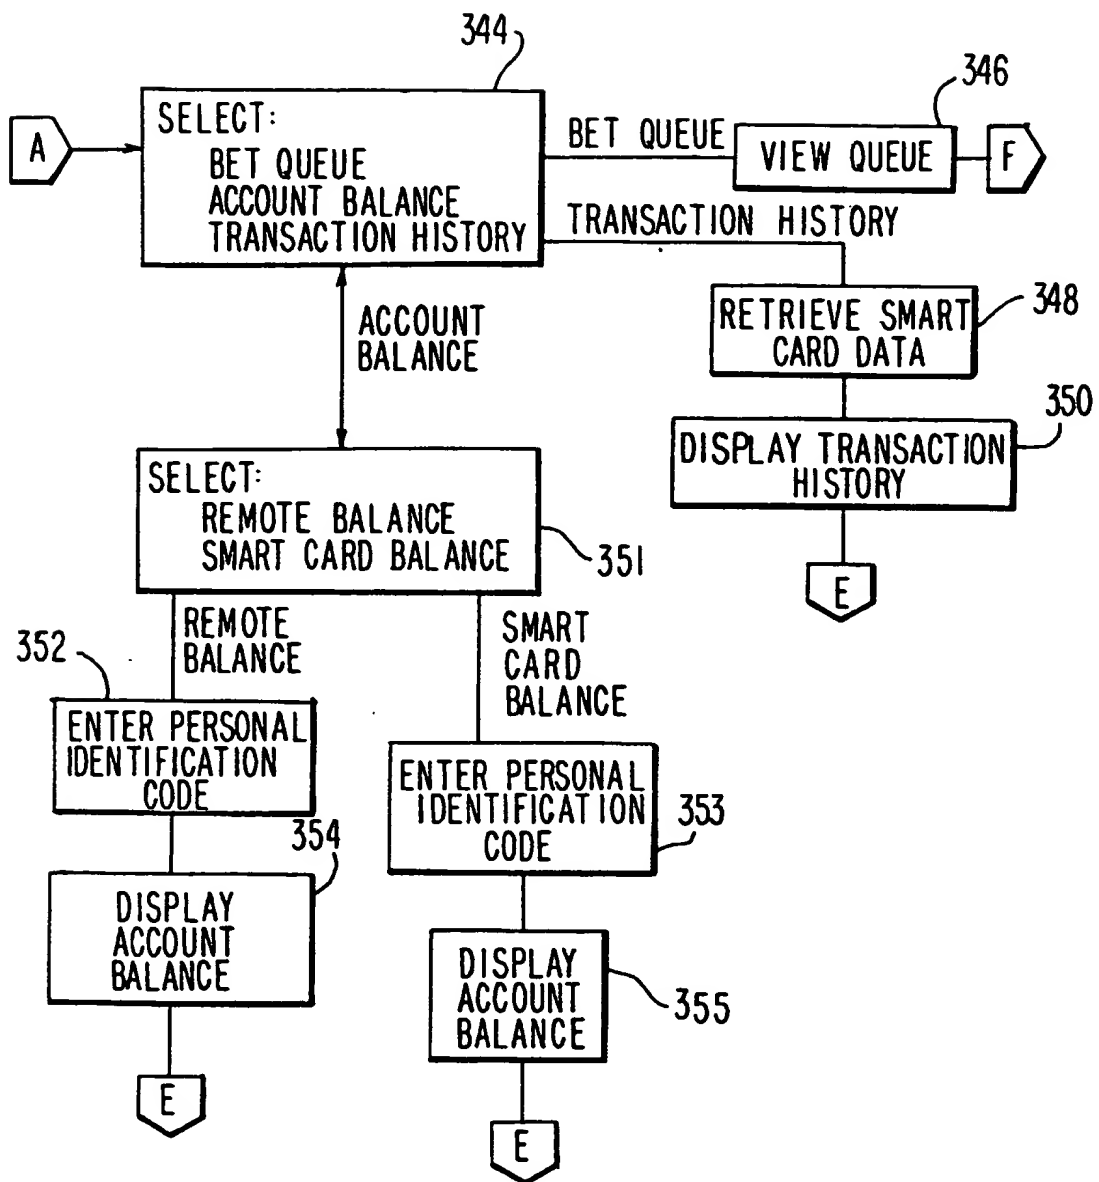 344
346
A
SELECT:
BET QUEUE
ACCOUNT BALANCE
TRANSACTION HISTORY
BET QUEUE
VIEW QUEUE
F
TRANSACTION HISTORY
RETRIEVE SMART
CARD DATA
348
350
DISPLAY TRANSACTION
HISTORY
E
ACCOUNT
BALANCE
SELECT:
REMOTE BALANCE
SMART CARD BALANCE
351
REMOTE
BALANCE
352
ENTER PERSONAL
IDENTIFICATION
CODE
354
DISPLAY
ACCOUNT
BALANCE
E
SMART
CARD
BALANCE
ENTER PERSONAL
IDENTIFICATION
CODE
353
DISPLAY
ACCOUNT
BALANCE
355
E